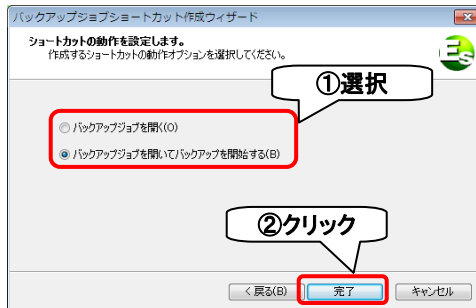 バックアップジョブショートカット作成ウィザード
ショートカットの動作を設定します。
作成するショートカットの動作オプションを選択してください。
Es
①選択
バックアップジョブを開く(O)
バックアップジョブを開いてバックアップを開始する(B)
②クリック
< 戻る(B)
完了
キャンセル